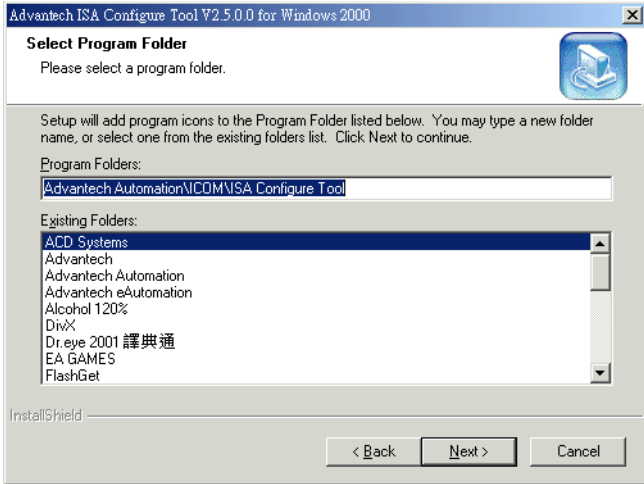 Advantech ISA Configure Tool V2.5.0.0 for Windows 2000
Select Program Folder
Please select a program folder.
Setup will add program icons to the Program Folder listed below. You may type a new folder
name, or select one from the existing folders list. Click Next to continue.
Program Folders:
Advantech Automation\ICOM\ISA Configure Tool
Existing Folders:
ACD Systems
Advantech
Advantech Automation
Advantech eAutomation
Alcohol 120%
DivX
Dr.eye 2001 譯典通
EA GAMES
FlashGet
InstallShield
< Back
Next >
Cancel